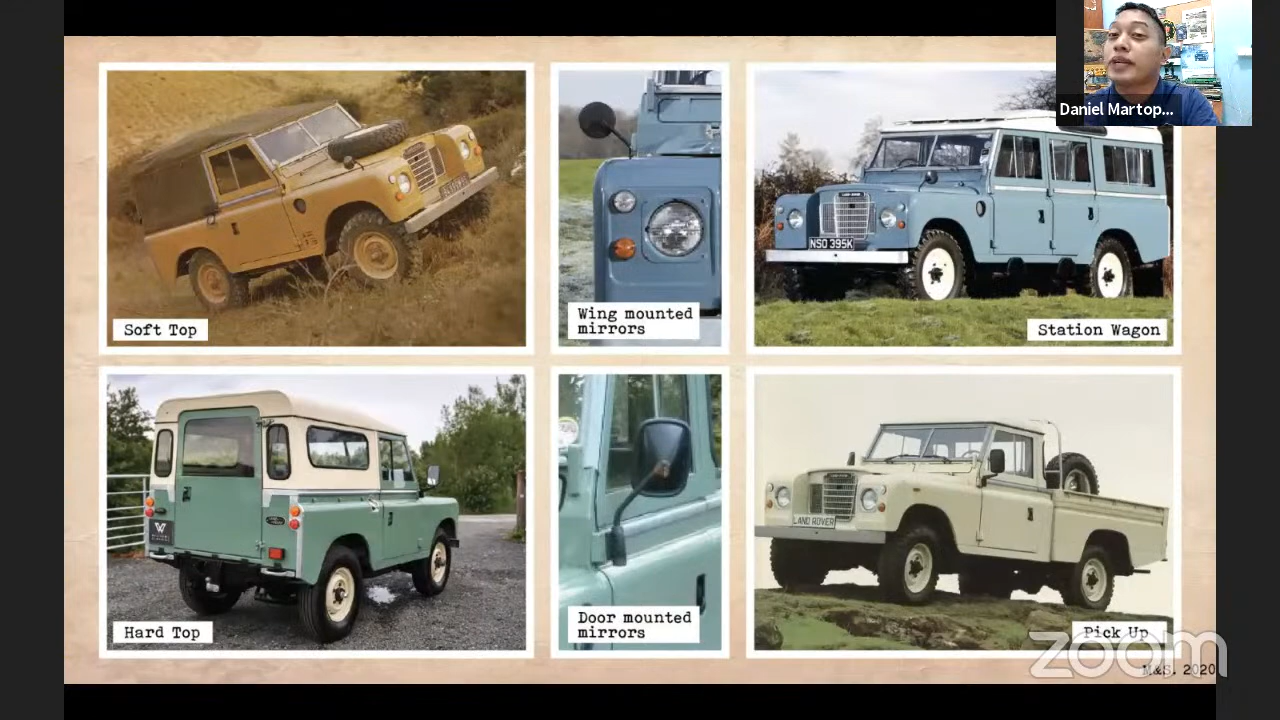 Daniel Martop...
Soft Top
Wing mounted
mirrors
NSO 395K
Station Wagon
Hard Top
Door mounted
mirrors
LAND ROVER
Pick Up
zoom
M&S. 2020